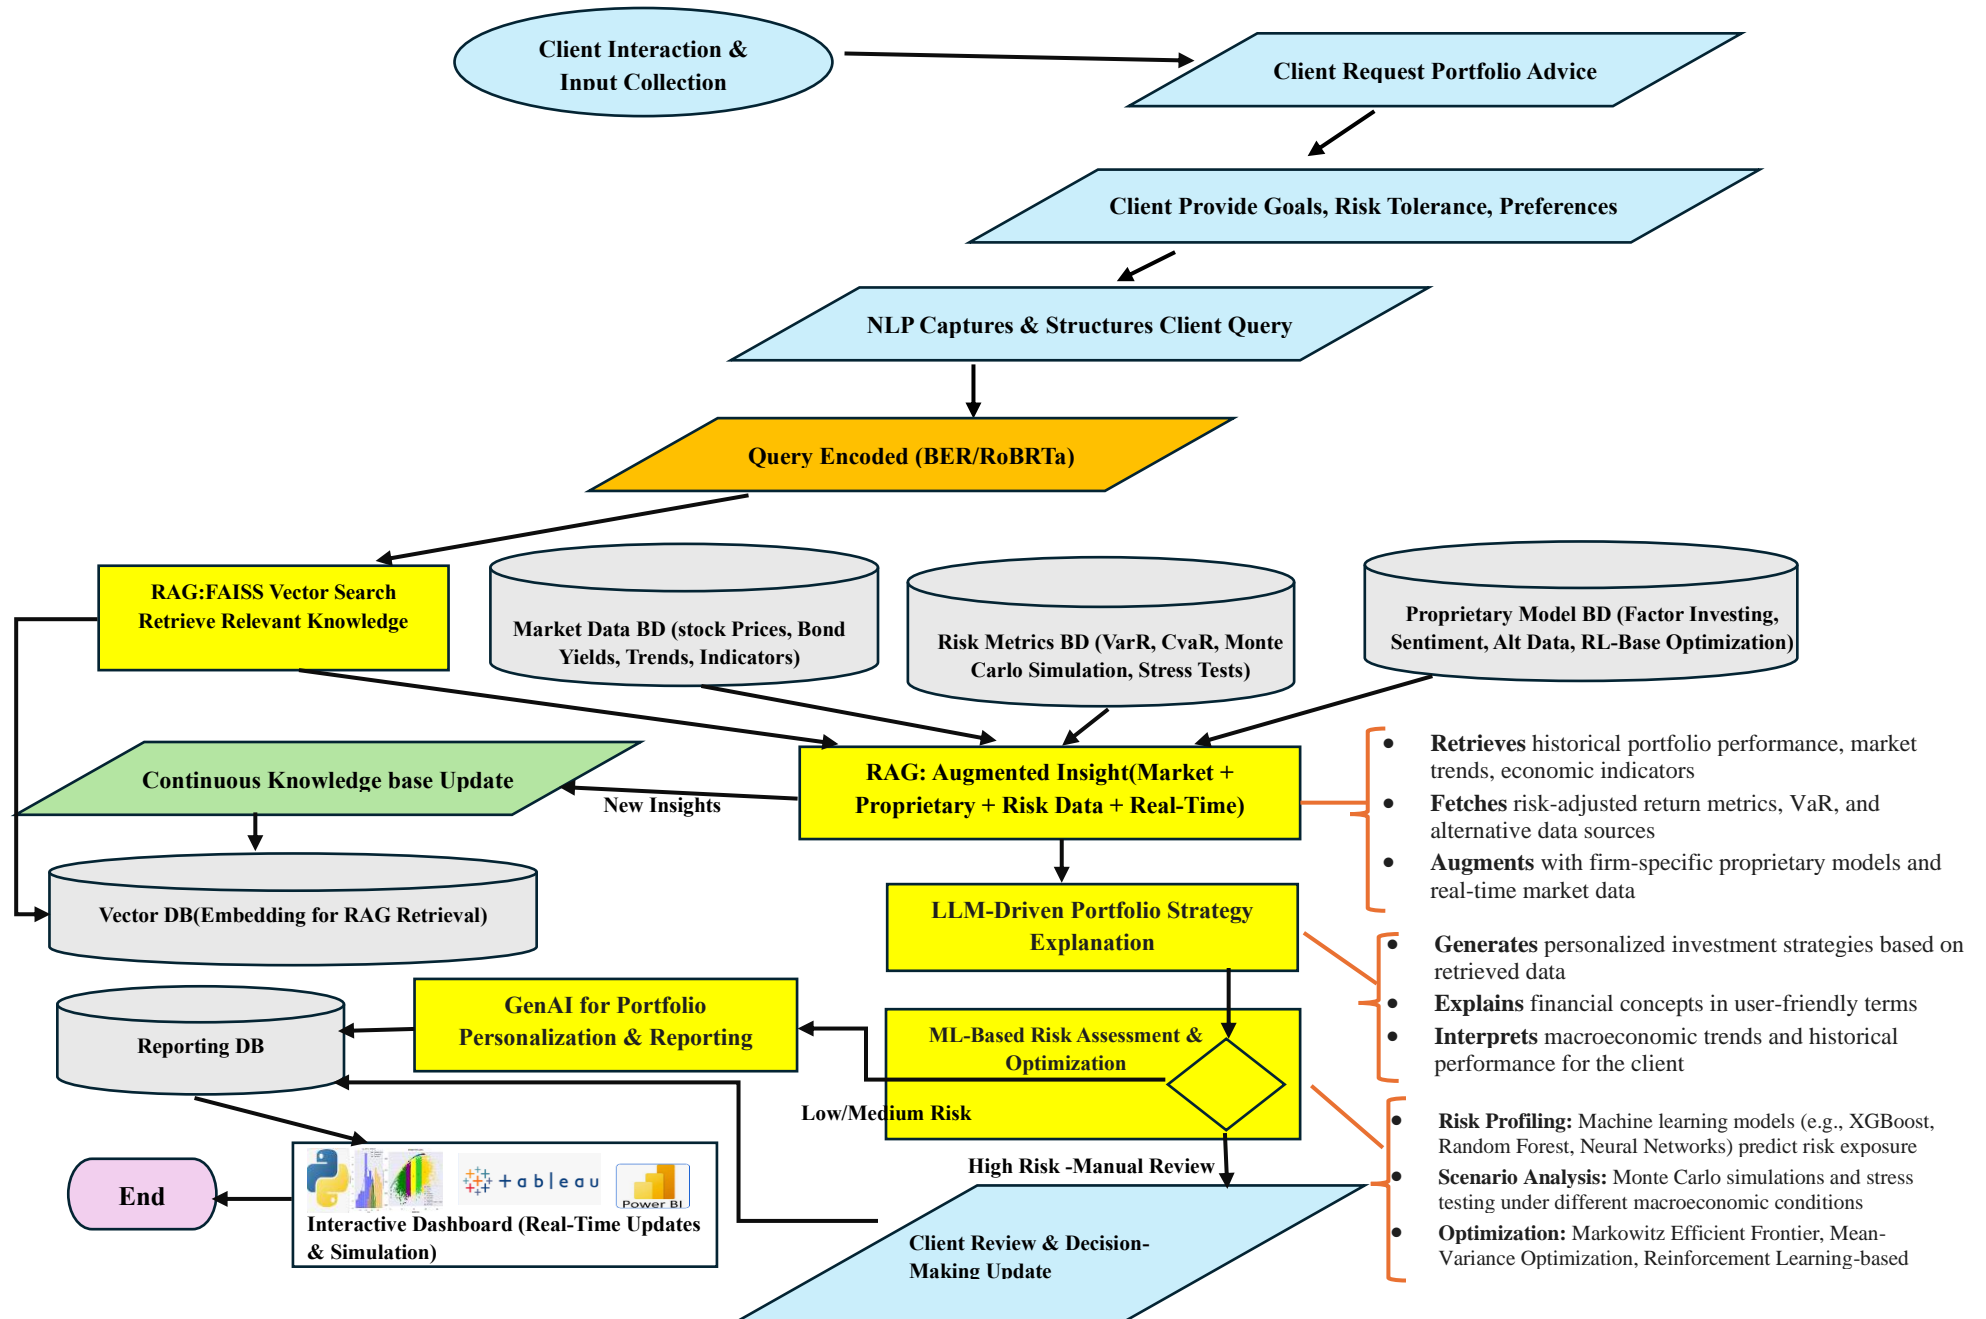 Client Interaction &
Input Collection
Client Request Portfolio Advice
Client Provide Goals, Risk Tolerance, Preferences
NLP Captures & Structures Client Query
Query Encoded (BER/RoBRTa)
RAG:FAISS Vector Search
Retrieve Relevant Knowledge
Market Data BD (stock Prices, Bond
Yields, Trends, Indicators)
Risk Metrics BD (VarR, CvaR, Monte
Carlo Simulation, Stress Tests)
Proprietary Model BD (Factor Investing,
Sentiment, Alt Data, RL-Base Optimization)
Continuous Knowledge base Update
New Insights
RAG: Augmented Insight(Market +
Proprietary + Risk Data + Real-Time)
• Retrieves historical portfolio performance, market
trends, economic indicators
• Fetches risk-adjusted return metrics, VaR, and
alternative data sources
• Augments with firm-specific proprietary models and
real-time market data
Vector DB(Embedding for RAG Retrieval)
LLM-Driven Portfolio Strategy
Explanation
• Generates personalized investment strategies based on
retrieved data
• Explains financial concepts in user-friendly terms
• Interprets macroeconomic trends and historical
performance for the client
Reporting DB
GenAI for Portfolio
Personalization & Reporting
ML-Based Risk Assessment &
Optimization
Low/Medium Risk
High Risk -Manual Review
• Risk Profiling: Machine learning models (e.g., XGBoost,
Random Forest, Neural Networks) predict risk exposure
• Scenario Analysis: Monte Carlo simulations and stress
testing under different macroeconomic conditions
• Optimization: Markowitz Efficient Frontier, Mean-
Variance Optimization, Reinforcement Learning-based
End
+ableau
Power BI
Interactive Dashboard (Real-Time Updates
& Simulation)
Client Review & Decision-
Making Update